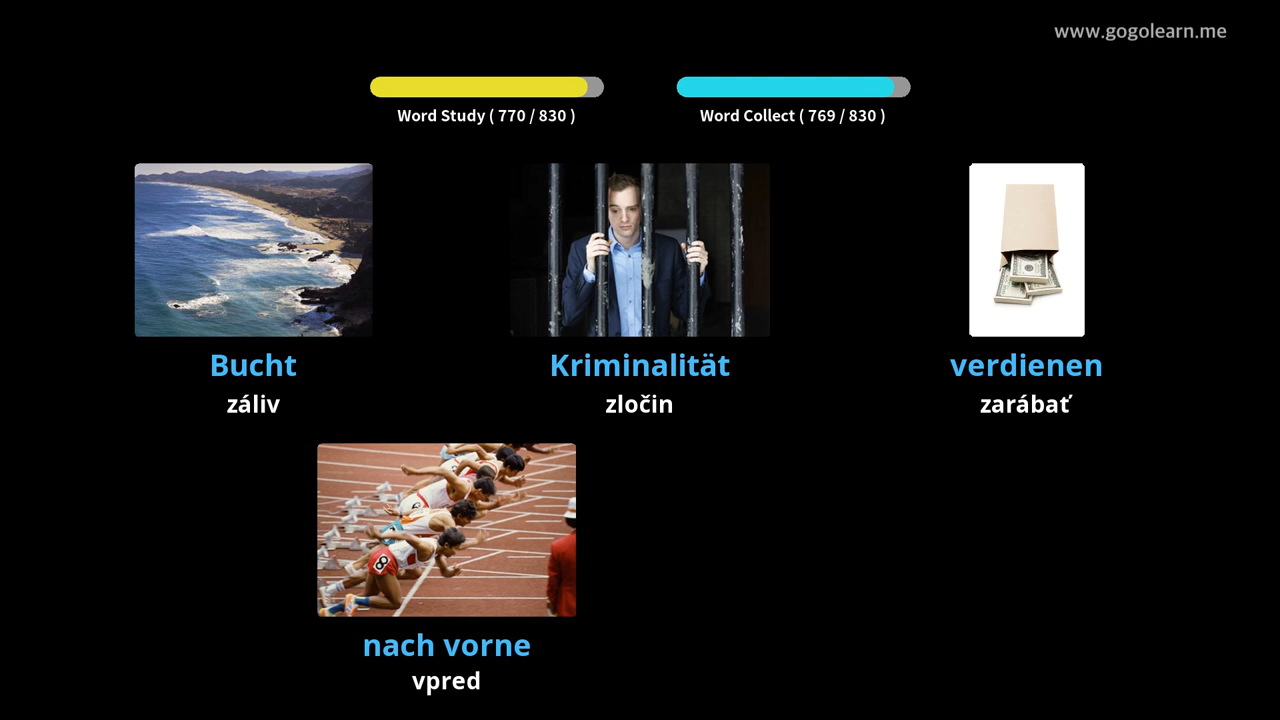 www.gogolearn.me
Word Study ( 770 / 830 )
Word Collect ( 769 / 830 )
Bucht
záliv
Kriminalität
zločin
verdienen
zarábať
8
nach vorne
vpred